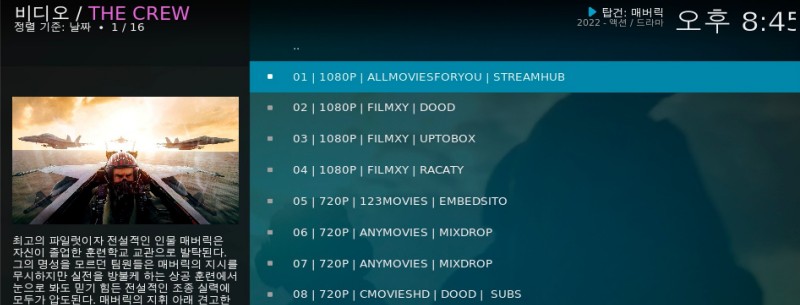 비디오 / THE CREW
정렬 기준: 날짜 • 1 / 16
탑건: 매버릭
2022 - 액션 / 드라마
오후 8:45
..
01 | 1080P | ALLMOVIESFORYOU | STREAMHUB
02 | 1080P | FILMXY | DOOD
03 | 1080P | FILMXY | UPTOBOX
04 | 1080P | FILMXY | RACATY
05 | 720P | 123MOVIES | EMBEDSITO
06 | 720P | ANYMOVIES | MIXDROP
07 | 720P | ANYMOVIES | MIXDROP
08 | 720P | CMOVIESHD | DOOD | SUBS
최고의 파일럿이자 전설적인 인물 매버릭은
자신이 졸업한 훈련학교 교관으로 발탁된다.
그의 명성을 모르던 팀원들은 매버릭의 지시를
무시하지만 실전을 방불케 하는 상공 훈련에서
눈으로 봐도 믿기 힘든 전설적인 조종 실력에
모두가 압도된다. 매버릭의 지휘 아래 견고한